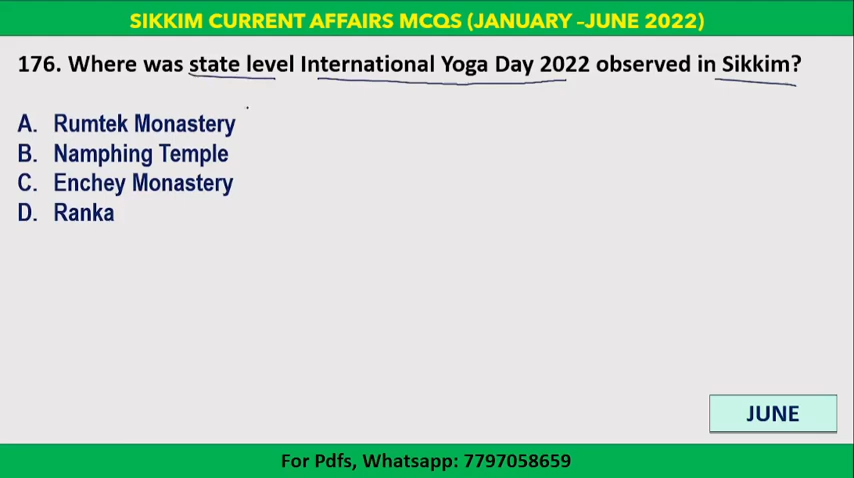 SIKKIM CURRENT AFFAIRS MCQS (JANUARY –JUNE 2022)
176. Where was state level International Yoga Day 2022 observed in Sikkim?
A. Rumtek Monastery
B. Namphing Temple
C. Enchey Monastery
D. Ranka
JUNE
For Pdfs, Whatsapp: 7797058659